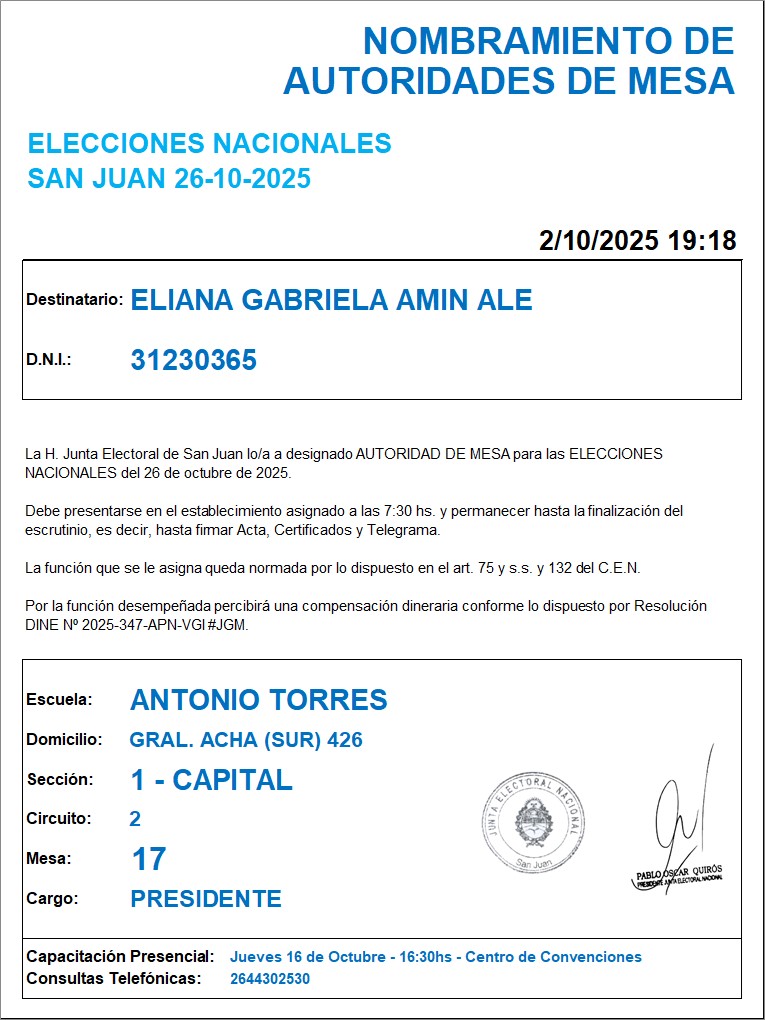 NOMBRAMIENTO DE
AUTORIDADES DE MESA
ELECCIONES NACIONALES
SAN JUAN 26-10-2025
2/10/2025 19:18
Destinatario: ELIANA GABRIELA AMIN ALE
D.N.I.: 31230365
La H. Junta Electoral de San Juan lo/a a designado AUTORIDAD DE MESA para las ELECCIONES
NACIONALES del 26 de octubre de 2025.
Debe presentarse en el establecimiento asignado a las 7:30 hs. y permanecer hasta la finalización del
escrutinio, es decir, hasta firmar Acta, Certificados y Telegrama.
La función que se le asigna queda normada por lo dispuesto en el art. 75 y s.s. y 132 del C.E.N.
Por la función desempeñada percibirá una compensación dineraria conforme lo dispuesto por Resolución
DINE Nº 2025-347-APN-VGI#JGM.
Escuela: ANTONIO TORRES
Domicilio: GRAL. ACHA (SUR) 426
Sección: 1 - CAPITAL
Circuito: 2
Mesa: 17
Cargo: PRESIDENTE
JUNTA ELECTORAL NACIONAL
San Juan
PABLO OSCAR QUIRÓS
PRESIDENTE JUNTA ELECTORAL NACIONAL
Capacitación Presencial: Jueves 16 de Octubre - 16:30hs - Centro de Convenciones
Consultas Telefónicas: 2644302530